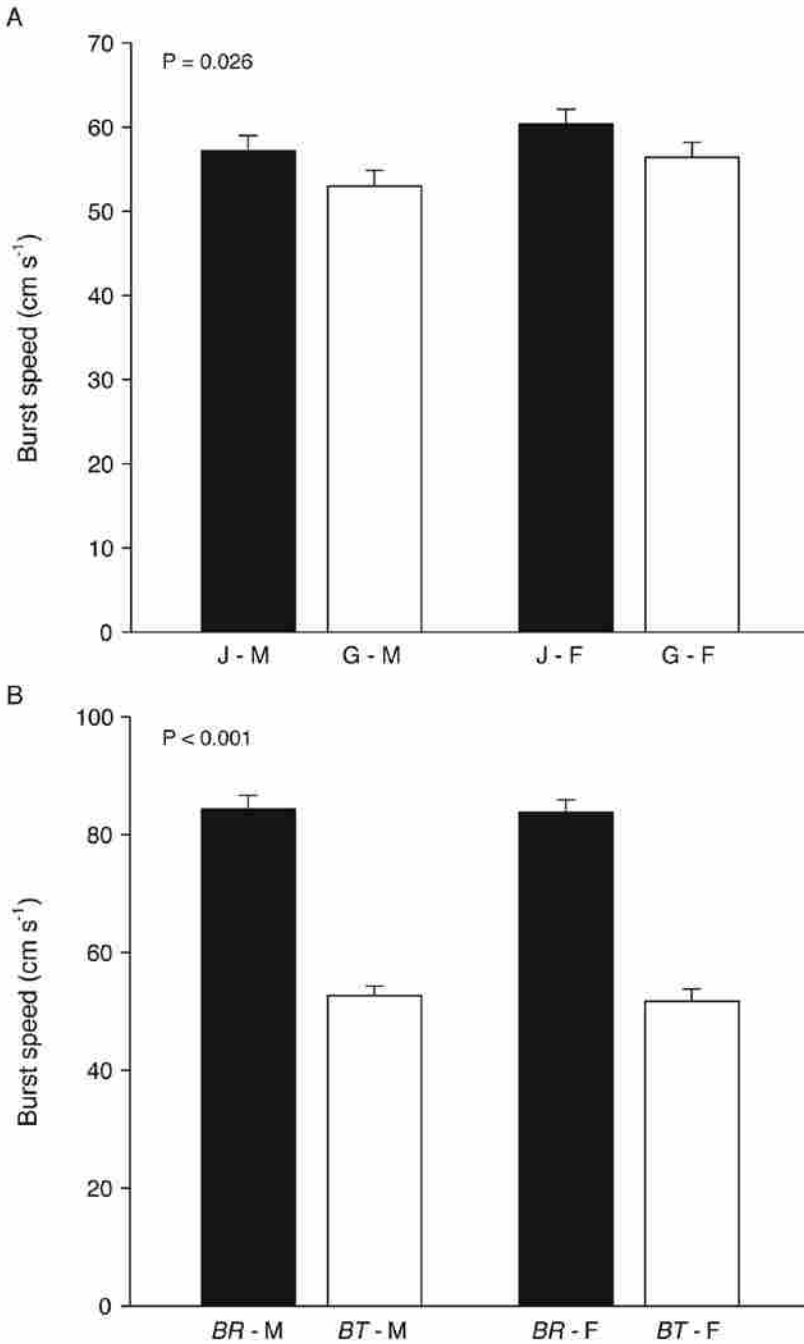 A
70
P = 0.026
60
50
40
30
20
10
0
Burst speed (cm s⁻¹)
J - M G - M J - F G - F
B
100
P < 0.001
80
60
40
20
0
Burst speed (cm s⁻¹)
BR - M BT - M BR - F BT - F